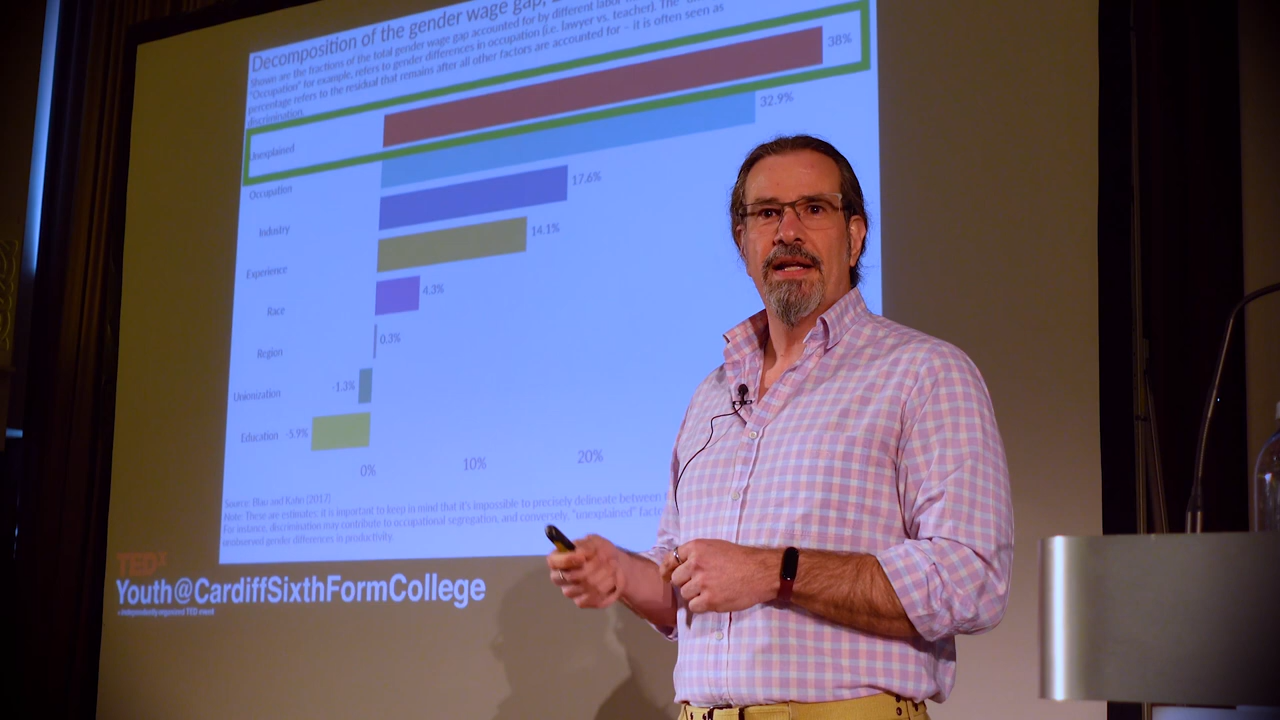 Decomposition of the gender wage gap,
Shown are the fractions of the total gender wage gap accounted for by different labor
"Occupation" for example, refers to gender differences in occupation (i.e. lawyer vs. teacher). The
percentage refers to the residual that remains after all other factors are accounted for – it is often seen as
discrimination.
Unexplained 38%
Occupation 32.9%
Industry 17.6%
Experience 14.1%
Race 4.3%
Region 0.3%
Unionization -1.3%
Education -5.9%
0% 10% 20%
Source: Blau and Kahn (2017)
Note: These are estimates: it is important to keep in mind that it's impossible to precisely delineate between
For instance, discrimination may contribute to occupational segregation, and conversely, "unexplained"
unobserved gender differences in productivity.
TEDx
Youth@CardiffSixthFormCollege
independently organized TED event